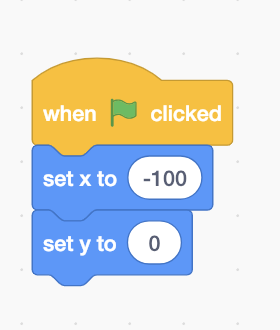 when clicked
set x to -100
set y to 0